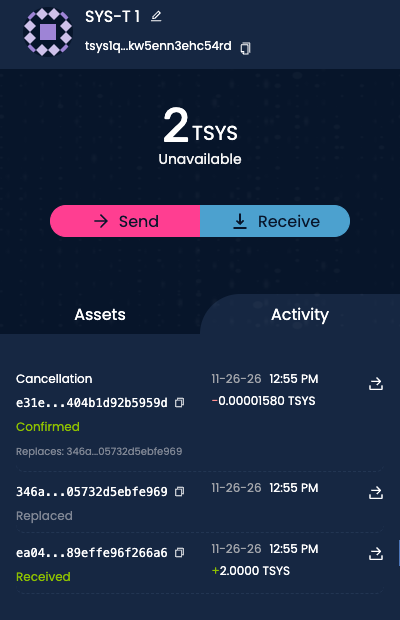 SYS-T 1
tsys1q...kw5enn3ehc54rd
2 TSYS
Unavailable
Send Receive
Assets Activity
Cancellation 11-26-26 12:55 PM
e31e...404b1d92b5959d -0.00001580 TSYS
Confirmed
Replaces: 346a...05732d5ebfe969
346a...05732d5ebfe969 11-26-26 12:55 PM
Replaced
ea04...89effe96f266a6 11-26-26 12:55 PM
Received +2.0000 TSYS